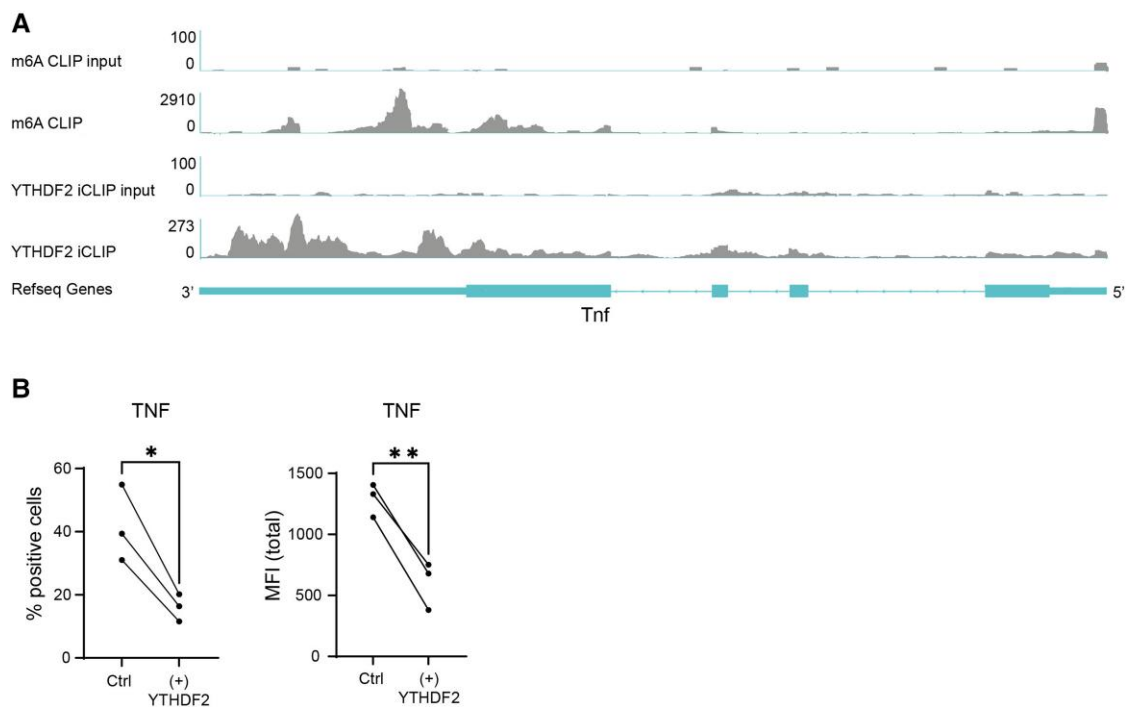 A
m6A CLIP input
100
0
m6A CLIP
2910
0
YTHDF2 iCLIP input
100
0
YTHDF2 iCLIP
273
0
Refseq Genes 3' 5'
Tnf
B
TNF
*
% positive cells
60
40
20
0
Ctrl (+)
YTHDF2
TNF
**
MFI (total)
1500
1000
500
0
Ctrl (+)
YTHDF2